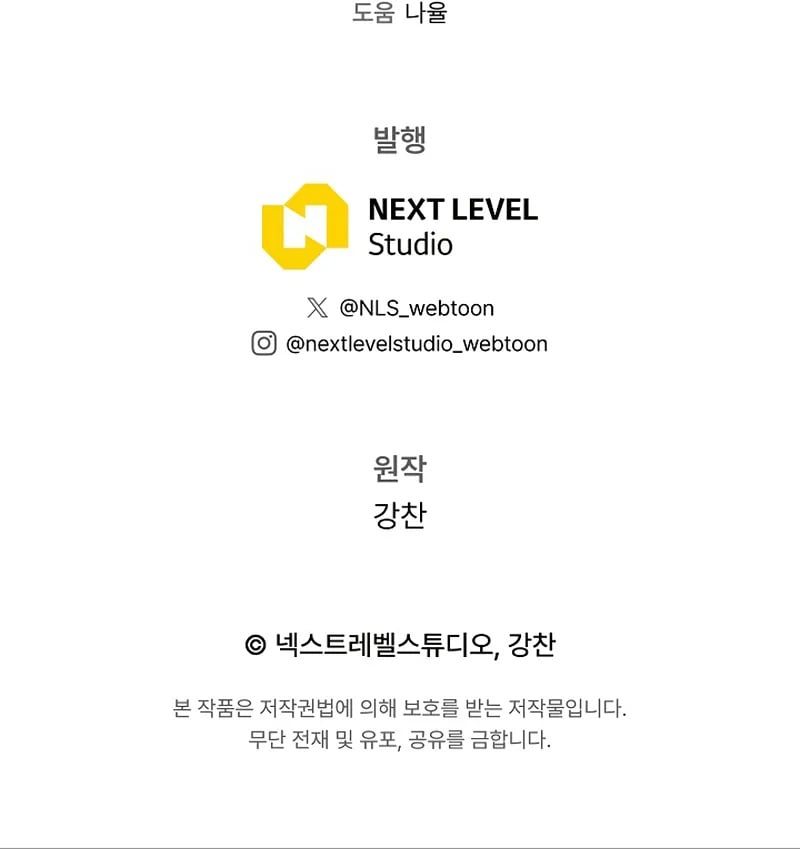 도움 나율
발행
NEXT LEVEL
Studio
@NLS_webtoon
@nextlevelstudio_webtoon
원작
강찬
© 넥스트레벨스튜디오, 강찬
본 작품은 저작권법에 의해 보호를 받는 저작물입니다.
무단 전재 및 유포, 공유를 금합니다.